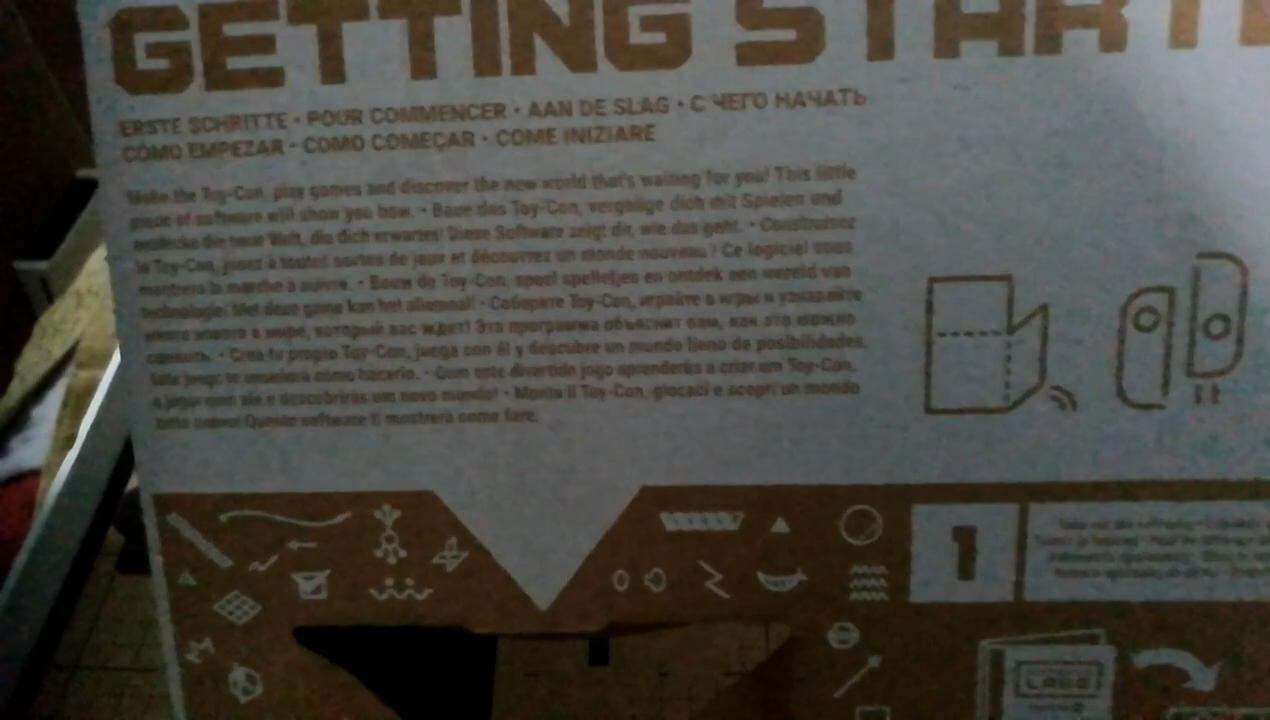 GETTING START
ERSTE SCHRITTE • POUR COMMENCER • AAN DE SLAG • С ЧЕГО НАЧАТЬ
CÓMO EMPEZAR • COMO COMEÇAR • COME INIZIARE
Make the Toy-Con, play games and discover the new world that's waiting for you! This little
piece of software will show you how. • Baue das Toy-Con, vergnüge dich mit Spielen und
entdecke die neue Welt, die dich erwartet! Diese Software zeigt dir, wie das geht. • Construisez
le Toy-Con, jouez à toutes sortes de jeux et découvrez un monde nouveau ! Ce logiciel vous
montrera la marche à suivre. • Bouw de Toy-Con, speel spelletjes en ontdek een wereld van
technologie! Met deze game kan het allemaal! • Соберите Toy-Con, играйте в игры и узнавайте
много нового о мире, который вас ждет! Эта программа объяснит вам, как это можно
сделать. • Crea tu propio Toy-Con, juega con él y descubre un mundo lleno de posibilidades.
Este juego te enseñará cómo hacerlo. • Com este divertido jogo aprenderás a criar um Toy-Con,
a jogar com ele e descobrirás um novo mundo! • Monta il Toy-Con, giocaci e scopri un mondo
tutto nuovo! Questo software ti mostrerà come fare.
1
LABO